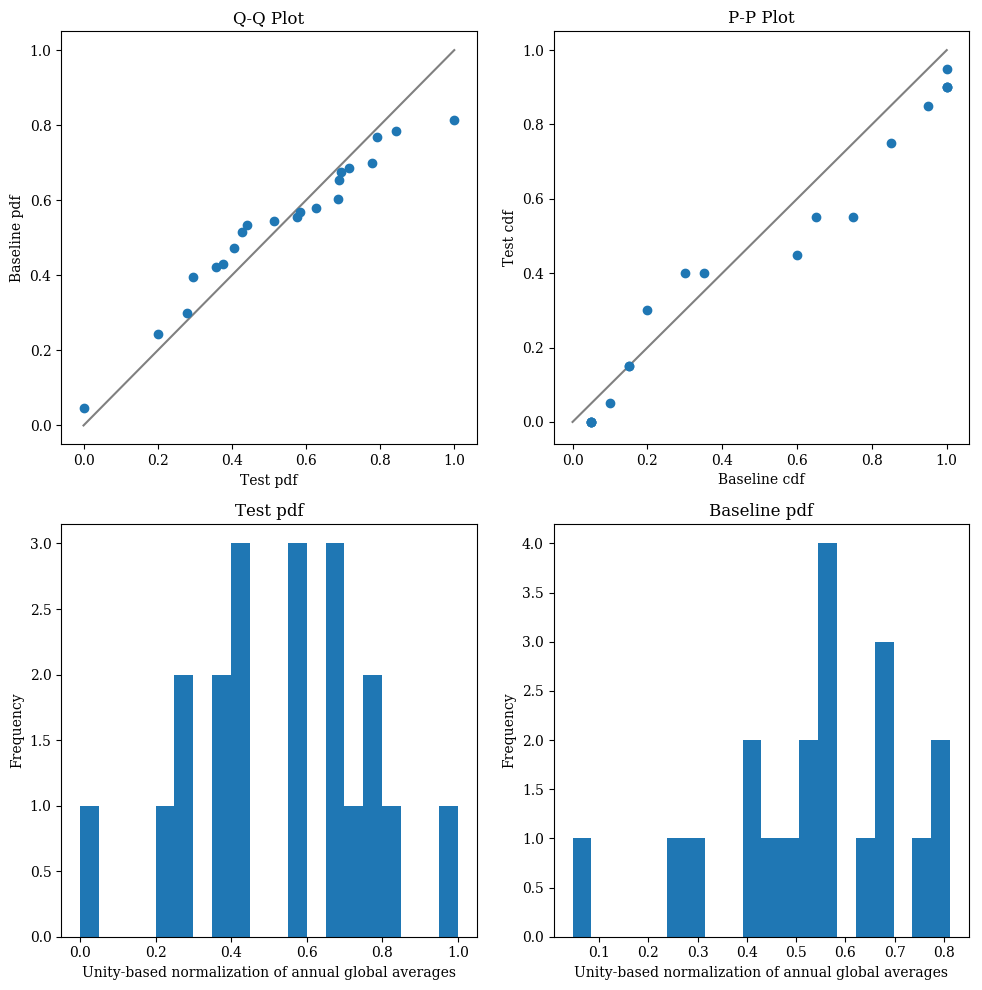 Q-Q Plot
1.0
0.8
0.6
0.4
0.2
0.0
Baseline pdf
0.0 0.2 0.4 0.6 0.8 1.0
Test pdf
P-P Plot
1.0
0.8
0.6
0.4
0.2
0.0
Test cdf
0.0 0.2 0.4 0.6 0.8 1.0
Baseline cdf
Test pdf
3.0
2.5
2.0
1.5
1.0
0.5
0.0
Frequency
0.0 0.2 0.4 0.6 0.8 1.0
Unity-based normalization of annual global averages
Baseline pdf
4.0
3.5
3.0
2.5
2.0
1.5
1.0
0.5
0.0
Frequency
0.1 0.2 0.3 0.4 0.5 0.6 0.7 0.8
Unity-based normalization of annual global averages